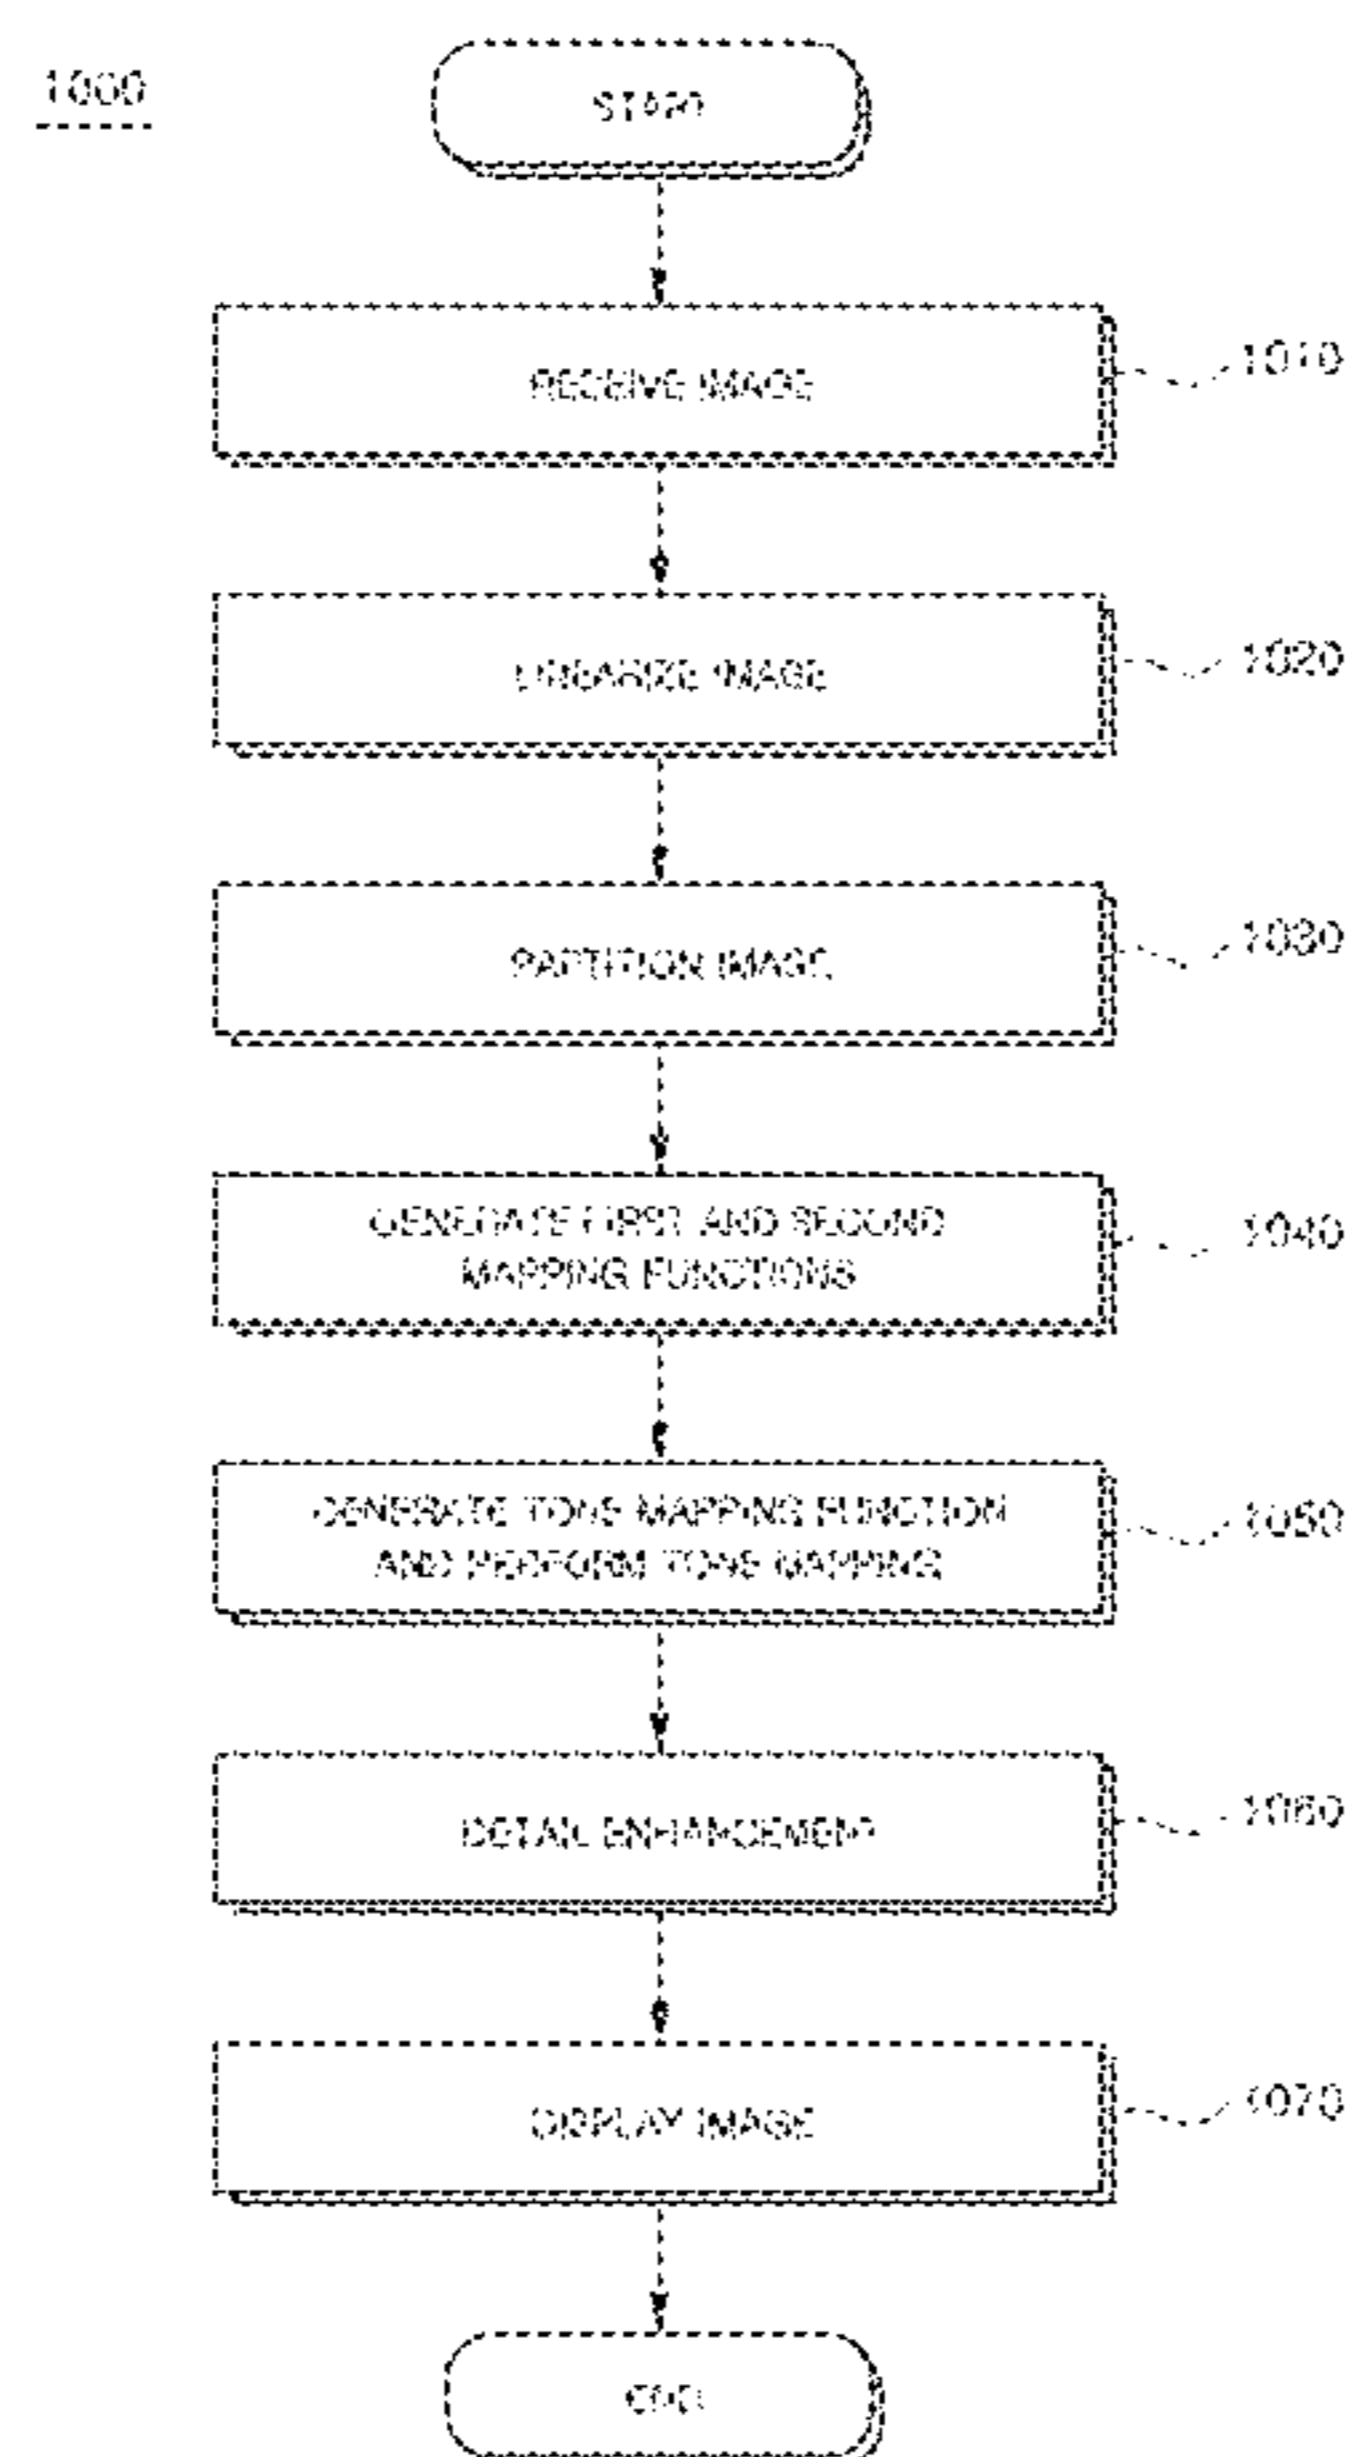 1000
START
RECEIVE IMAGE
1010
LINEARIZE IMAGE
1020
PARTITION IMAGE
1030
GENERATE FIRST AND SECOND
MAPPING FUNCTIONS
1040
GENERATE TONE MAPPING FUNCTION
AND PERFORM TONE MAPPING
1050
DETAIL ENHANCEMENT
1060
DISPLAY IMAGE
1070
END